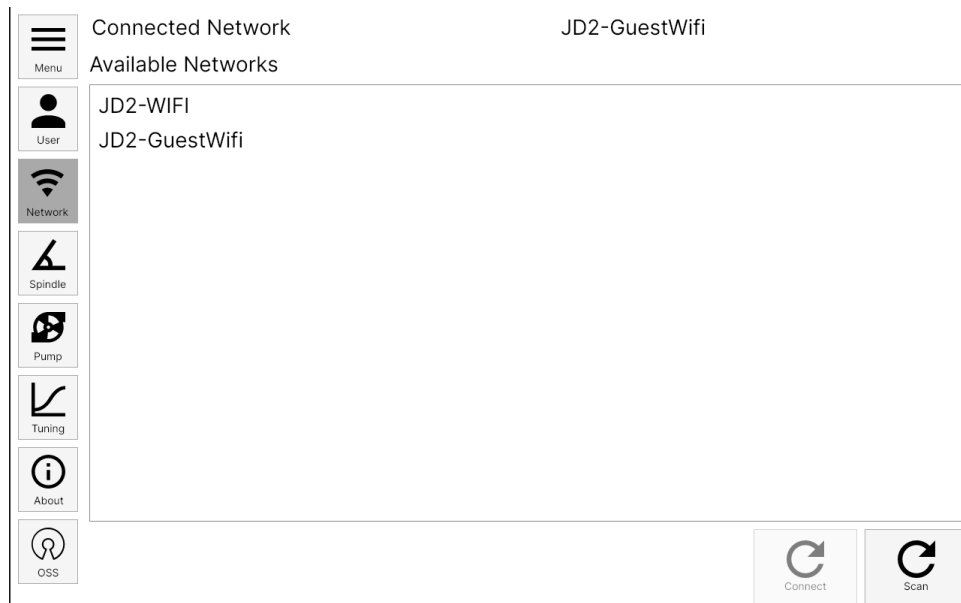 Menu
Connected Network JD2-GuestWifi
Available Networks
JD2-WIFI
JD2-GuestWifi
User
Network
Spindle
Pump
Tuning
About
OSS
Connect
Scan